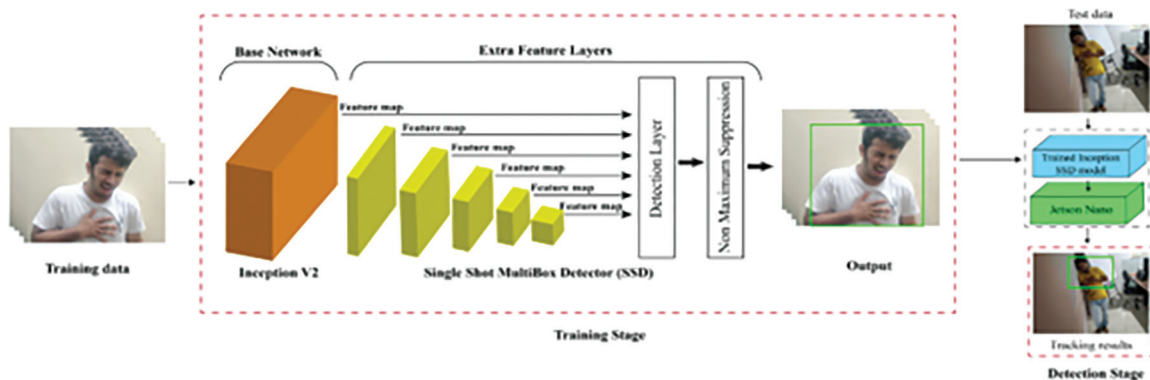 Test data
Base Network
Extra Feature Layers
Feature map
Feature map
Feature map
Feature map
Feature map
Feature map
Detection Layer
Non Maximum Suppression
Trained Inception
SSD model
Jetson Nano
Training data
Inception V2
Single Shot MultiBox Detector (SSD)
Output
Training Stage
Tracking results
Detection Stage